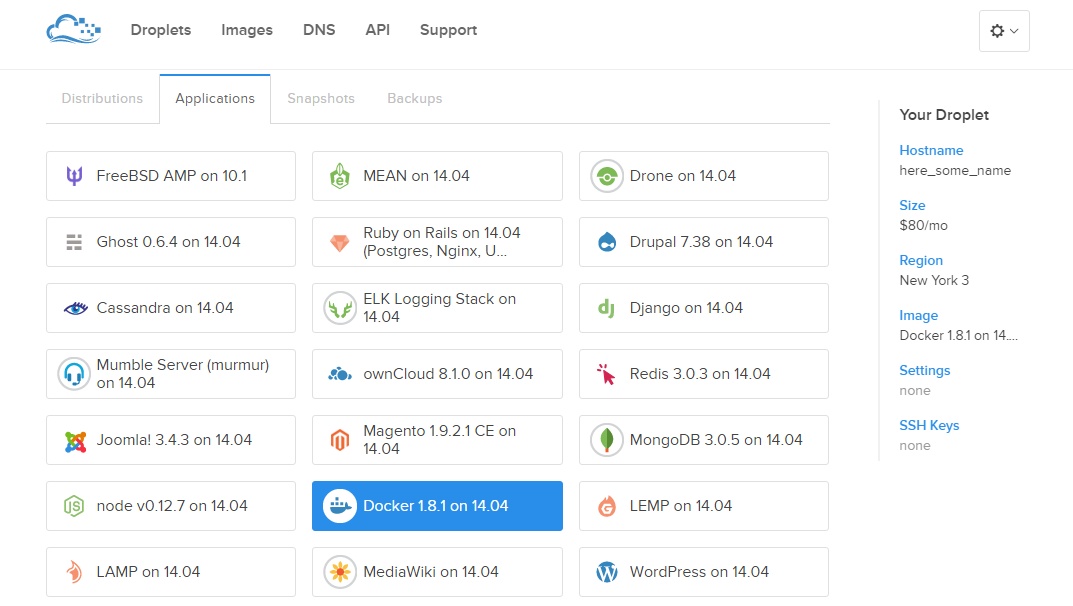 Droplets Images DNS API Support
Distributions Applications Snapshots Backups
FreeBSD AMP on 10.1
MEAN on 14.04
Drone on 14.04
Ghost 0.6.4 on 14.04
Ruby on Rails on 14.04
(Postgres, Nginx, U...
Drupal 7.38 on 14.04
Cassandra on 14.04
ELK Logging Stack on
14.04
Django on 14.04
Mumble Server (murmur)
on 14.04
ownCloud 8.1.0 on 14.04
Redis 3.0.3 on 14.04
Joomla! 3.4.3 on 14.04
Magento 1.9.2.1 CE on
14.04
MongoDB 3.0.5 on 14.04
node v0.12.7 on 14.04
Docker 1.8.1 on 14.04
LEMP on 14.04
LAMP on 14.04
MediaWiki on 14.04
WordPress on 14.04
Your Droplet
Hostname
here_some_name
Size
$80/mo
Region
New York 3
Image
Docker 1.8.1 on 14....
Settings
none
SSH Keys
none